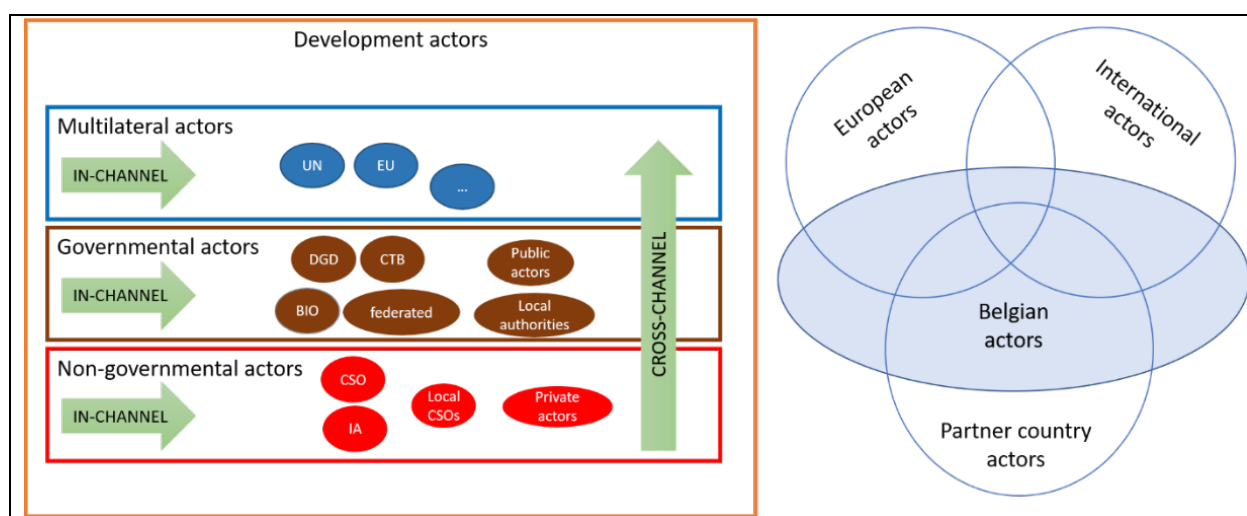 Development actors
Multilateral actors
IN-CHANNEL
UN
EU
...
Governmental actors
IN-CHANNEL
DGD
CTB
Public
actors
BIO
federated
Local
authorities
Non-governmental actors
IN-CHANNEL
CSO
IA
Local
CSOs
Private
actors
CROSS-CHANNEL
European
actors
International
actors
Belgian
actors
Partner country
actors